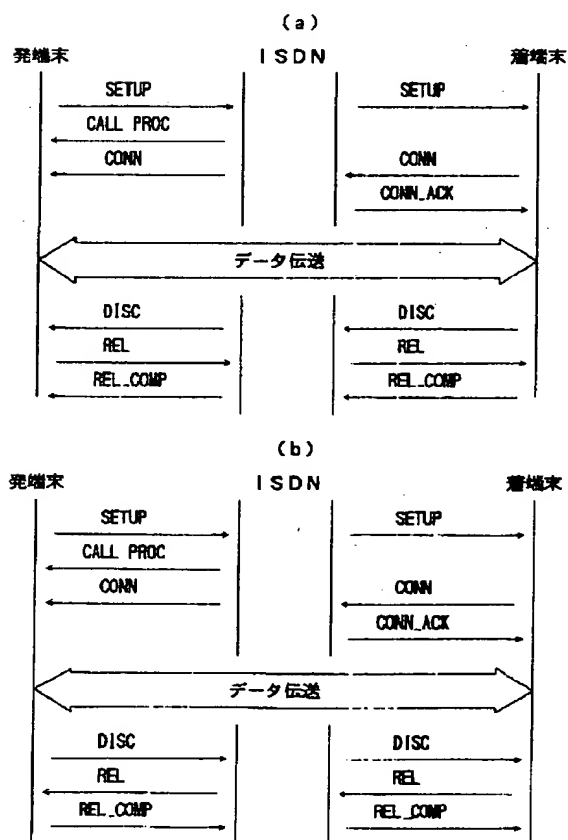 (a)
発端末 ISDN 着端末
SETUP SETUP
CALL PROC
CONN CONN
CONN_ACK
データ伝送
DISC DISC
REL REL
REL_COMP REL_COMP
(b)
発端末 ISDN 着端末
SETUP SETUP
CALL PROC
CONN CONN
CONN_ACK
データ伝送
DISC DISC
REL REL
REL_COMP REL_COMP